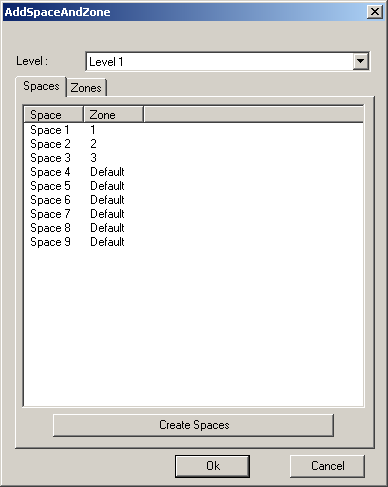 AddSpaceAndZone
Level : Level 1
Spaces Zones
Space Zone
Space 1 1
Space 2 2
Space 3 3
Space 4 Default
Space 5 Default
Space 6 Default
Space 7 Default
Space 8 Default
Space 9 Default
Create Spaces
Ok Cancel